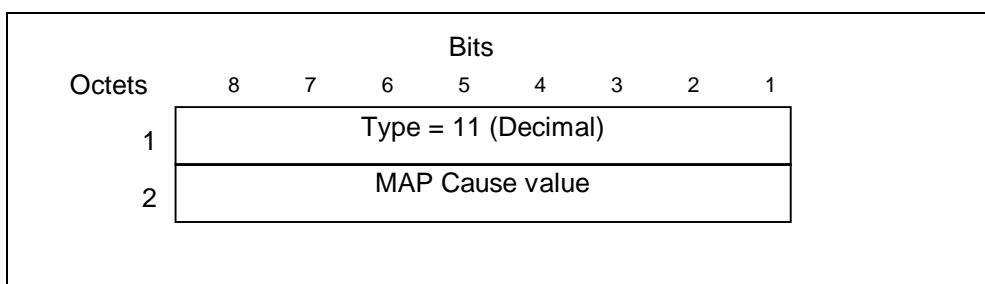 Bits
Octets 8 7 6 5 4 3 2 1
1 Type = 11 (Decimal)
2 MAP Cause value